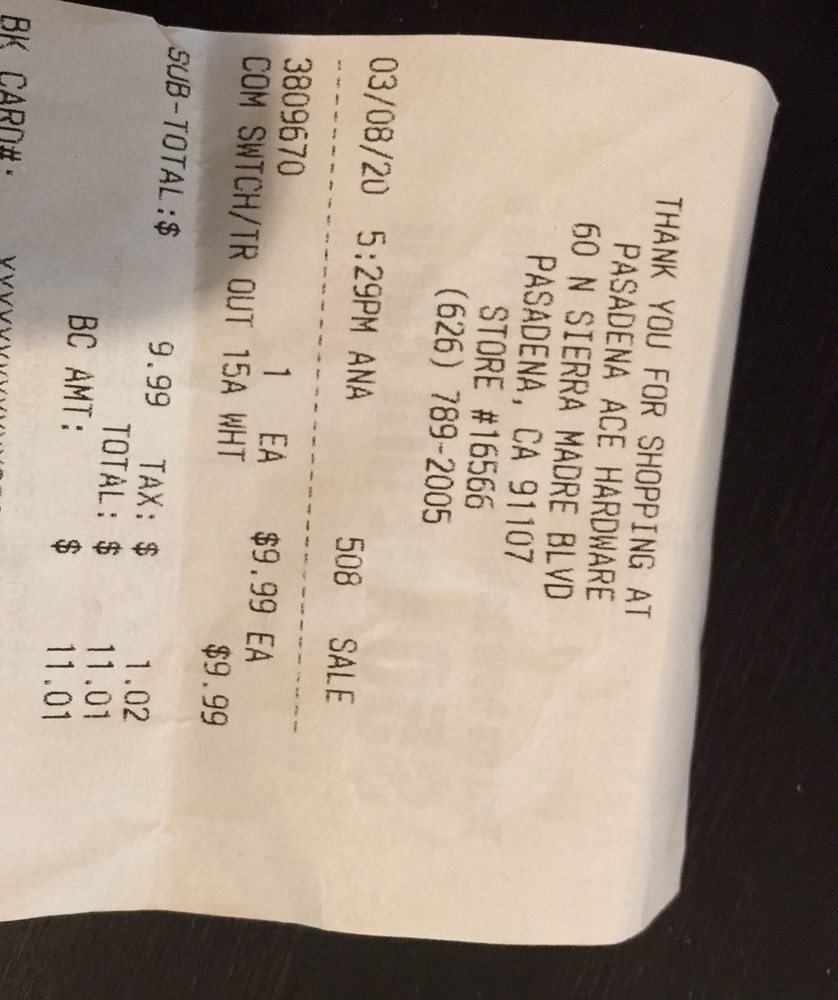 THANK YOU FOR SHOPPING AT
PASADENA ACE HARDWARE
60 N SIERRA MADRE BLVD
PASADENA, CA 91107
STORE #16566
(626) 789-2005
03/08/20 5:29PM ANA 508 SALE
3809670 1 EA $9.99 EA
COM SWTCH/TR OUT 15A WHT $9.99
SUB-TOTAL:$ 9.99 TAX: $ 1.02
TOTAL: $ 11.01
BC AMT: $ 11.01
BK CARD#: